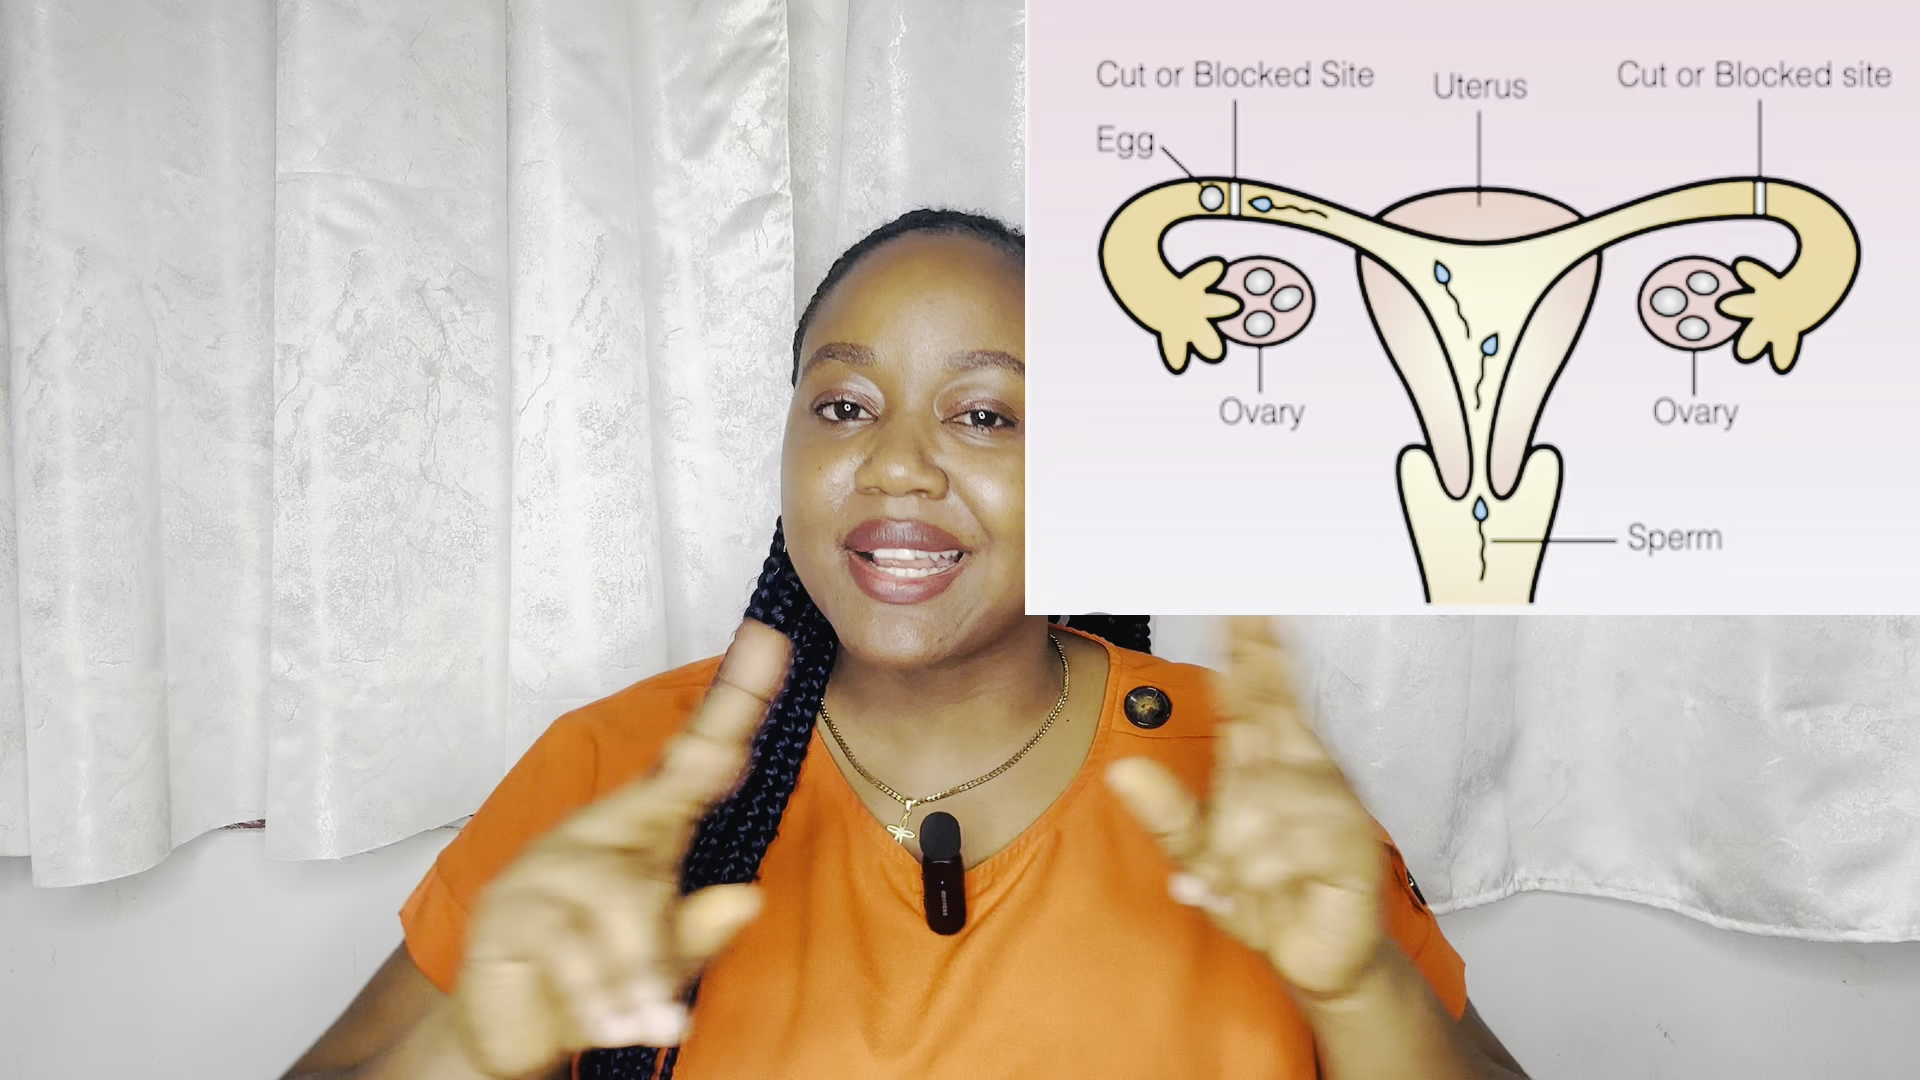 Cut or Blocked Site
Uterus
Cut or Blocked site
Egg
Ovary
Ovary
Sperm